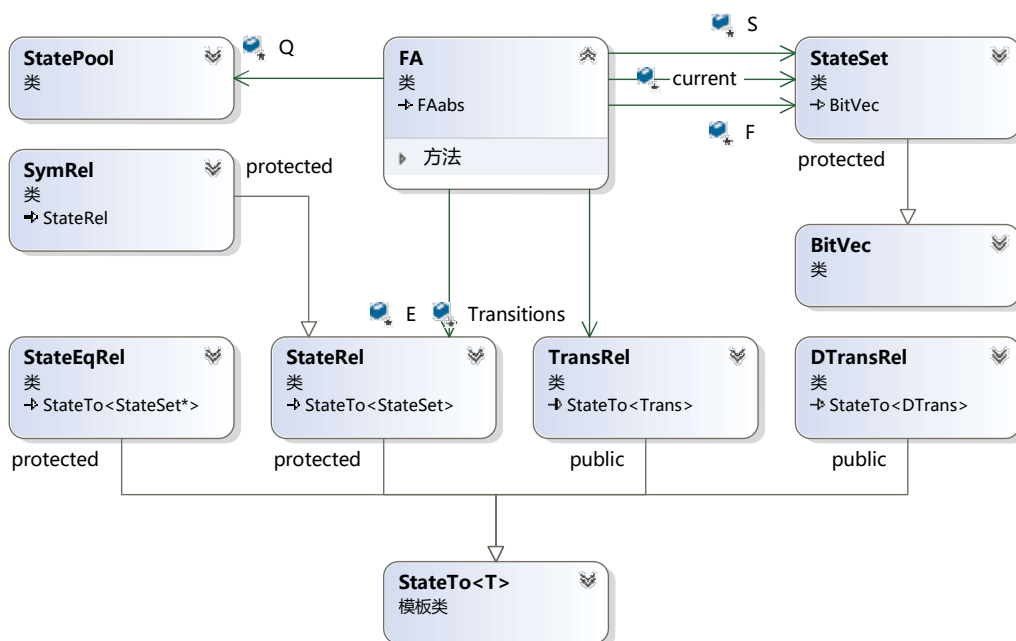 StatePool
类
Q
FA
类
FAabs
方法
S
current
F
StateSet
类
BitVec
protected
SymRel
类
StateRel
protected
BitVec
类
E
Transitions
StateEqRel
类
StateTo<StateSet*>
protected
StateRel
类
StateTo<StateSet>
protected
TransRel
类
StateTo<Trans>
public
DTransRel
类
StateTo<DTrans>
public
StateTo<T>
模板类